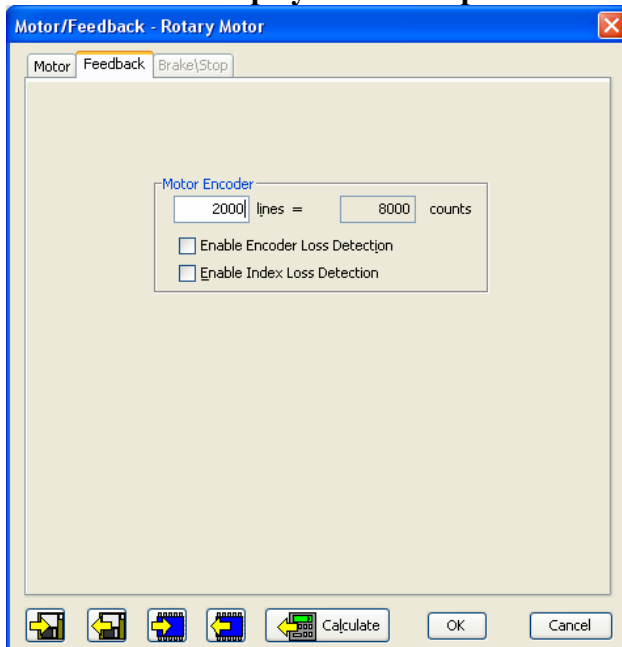 Motor/Feedback - Rotary Motor
Motor Feedback Brake\Stop
Motor Encoder
2000 lines = 8000 counts
Enable Encoder Loss Detection
Enable Index Loss Detection
Calculate OK Cancel